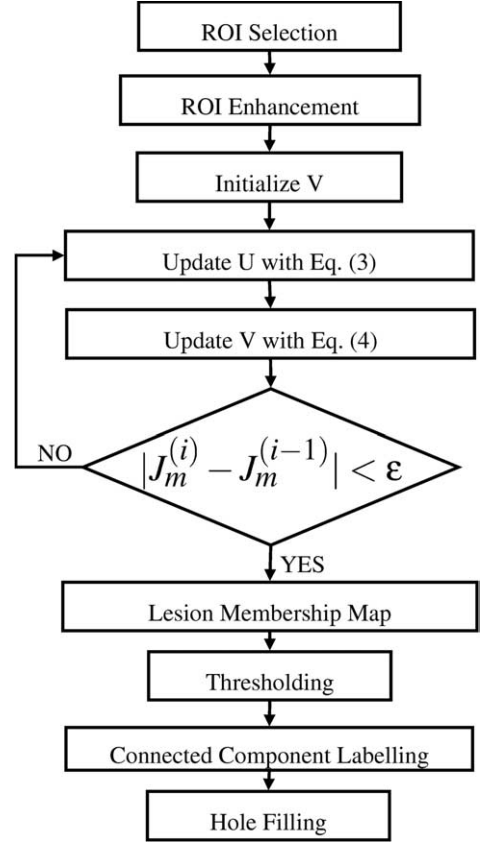 ROI Selection
ROI Enhancement
Initialize V
Update U with Eq. (3)
Update V with Eq. (4)
NO
|J_m^{(i)} − J_m^{(i−1)}| < ε
YES
Lesion Membership Map
Thresholding
Connected Component Labelling
Hole Filling